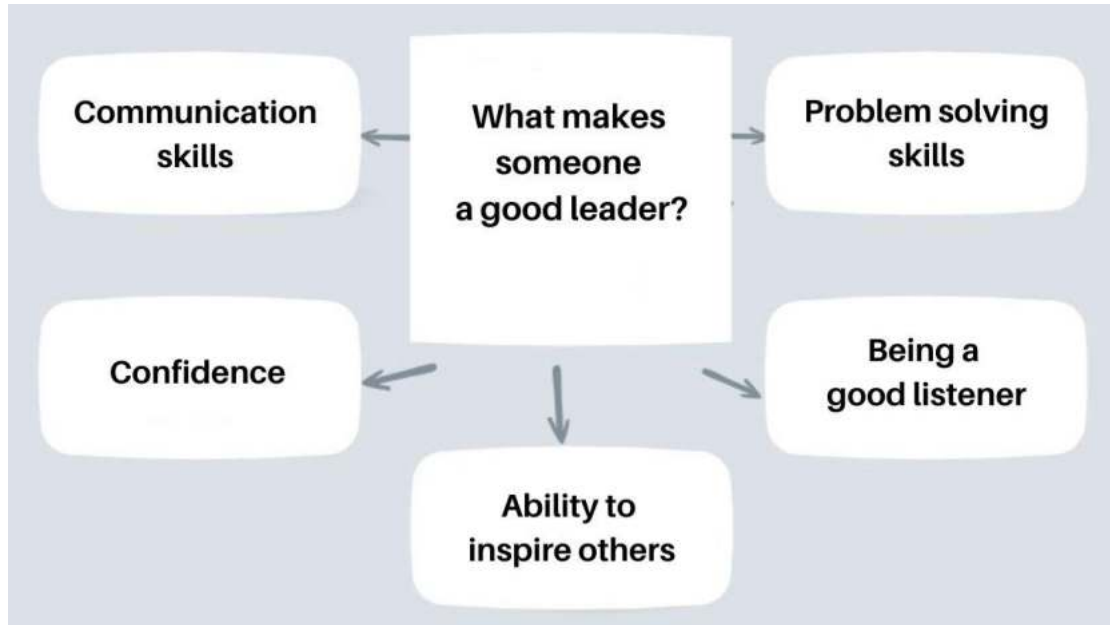 What makes
someone
a good leader?
Communication
skills
Problem solving
skills
Confidence
Being a
good listener
Ability to
inspire others